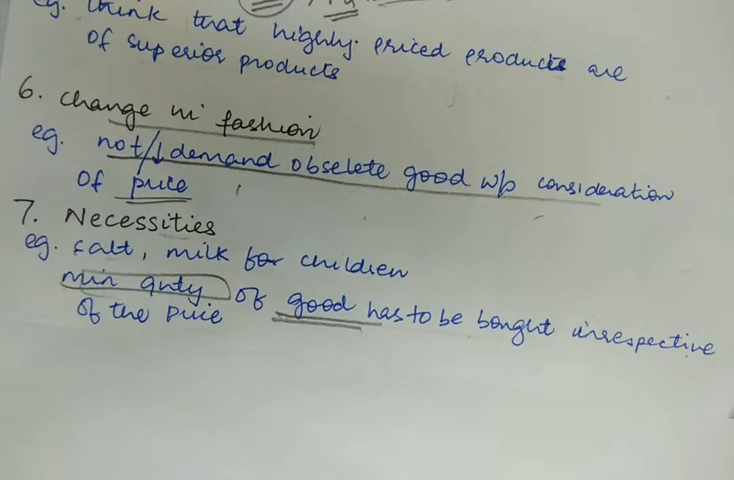 eg. think that highly priced products are
of superior products
6. change in fashion
eg. not/↓ demand obselete good w/o consideration
of price
7. Necessities
eg. salt, milk for children
min qnty of good has to be bought irrespective
of the price